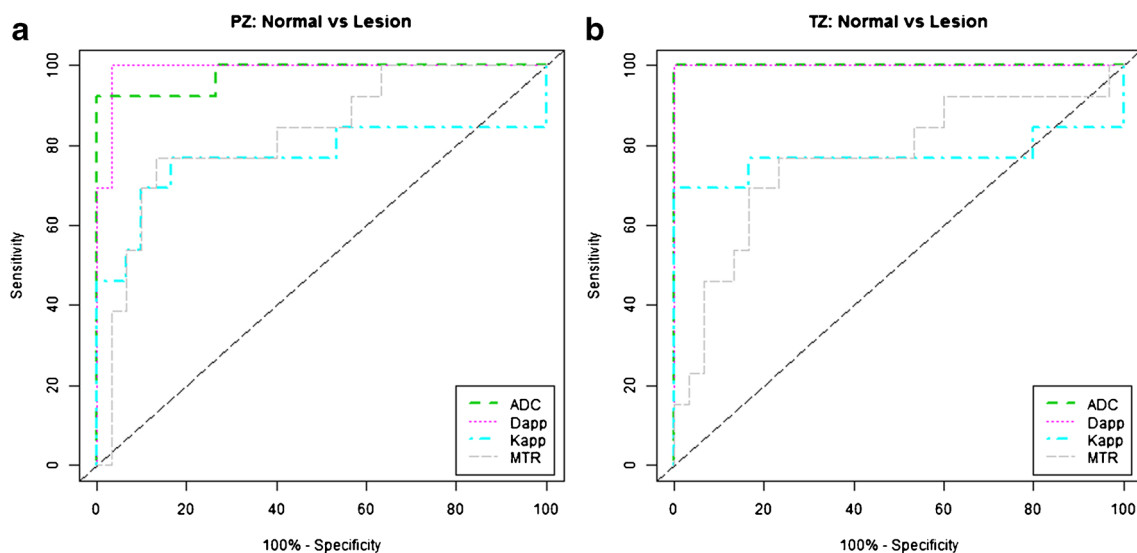 a
PZ: Normal vs Lesion
Sensitivity
100
80
60
40
20
0
ADC
Dapp
Kapp
MTR
0 20 40 60 80 100
100% - Specificity
b
TZ: Normal vs Lesion
Sensitivity
100
80
60
40
20
0
ADC
Dapp
Kapp
MTR
0 20 40 60 80 100
100% - Specificity